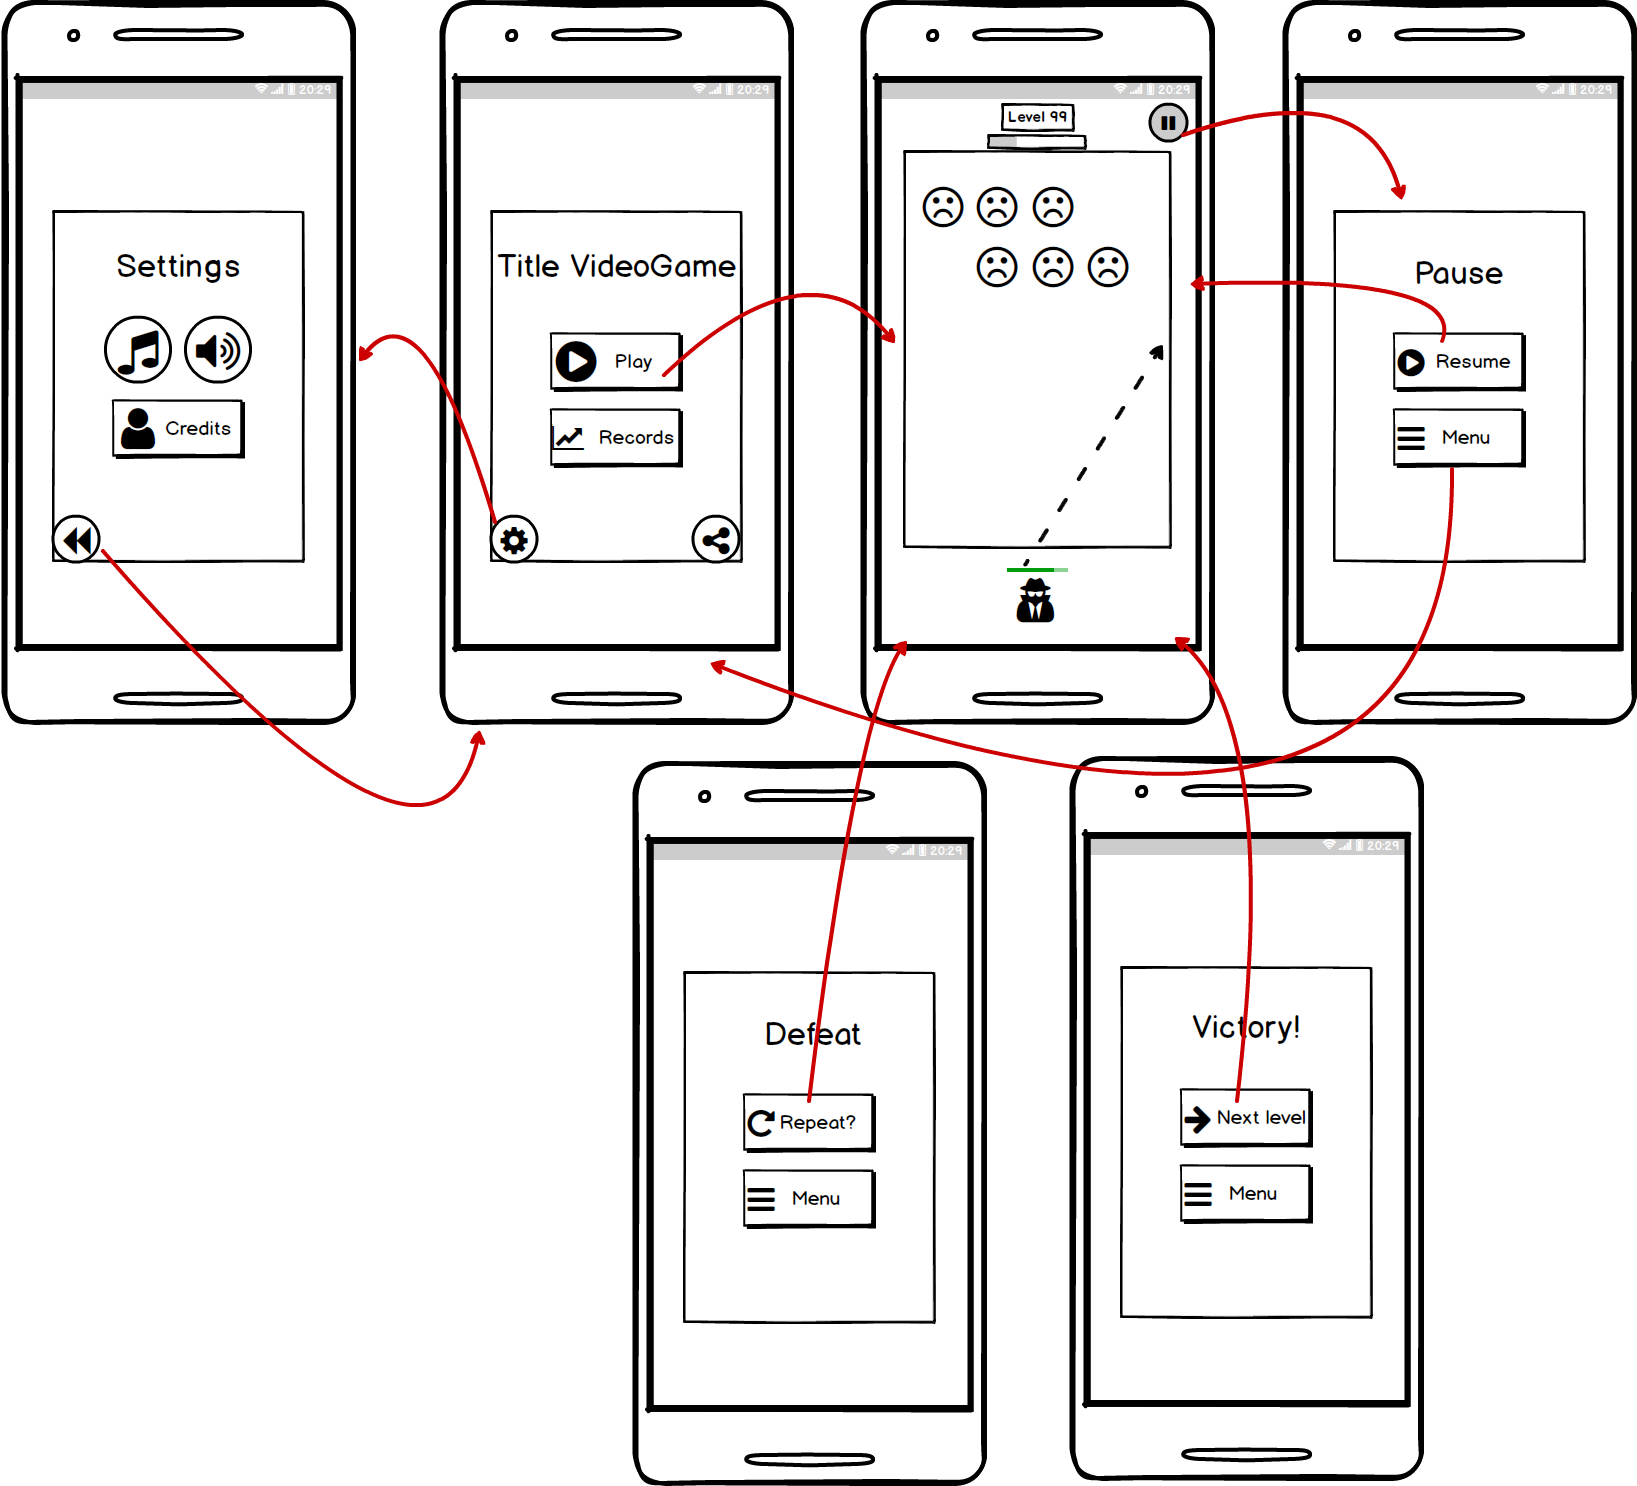 20:29
Settings
Credits
20:29
Title VideoGame
Play
Records
20:29
Level 99
20:29
Pause
Resume
Menu
20:29
Defeat
Repeat?
Menu
20:29
Victory!
Next level
Menu